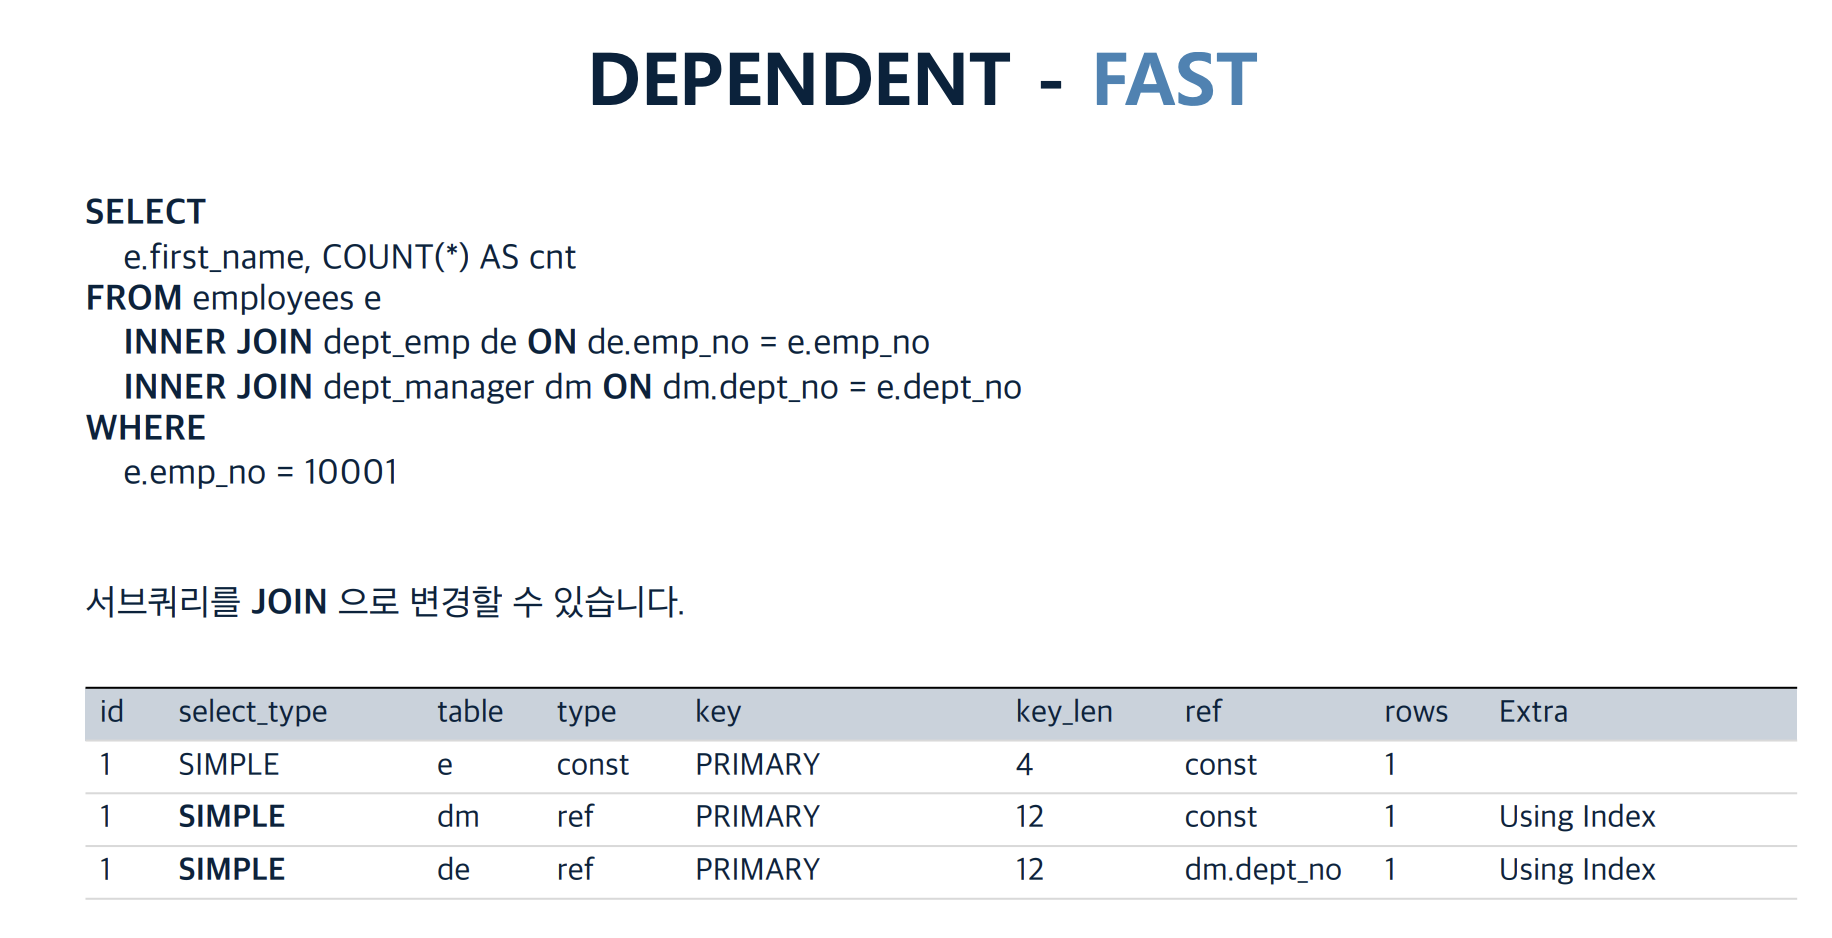 DEPENDENT - FAST
SELECT
e.first_name, COUNT(*) AS cnt
FROM employees e
INNER JOIN dept_emp de ON de.emp_no = e.emp_no
INNER JOIN dept_manager dm ON dm.dept_no = e.dept_no
WHERE
e.emp_no = 10001
서브쿼리를 JOIN 으로 변경할 수 있습니다.
id select_type table type key key_len ref rows Extra
1 SIMPLE e const PRIMARY 4 const 1
1 SIMPLE dm ref PRIMARY 12 const 1 Using Index
1 SIMPLE de ref PRIMARY 12 dm.dept_no 1 Using Index